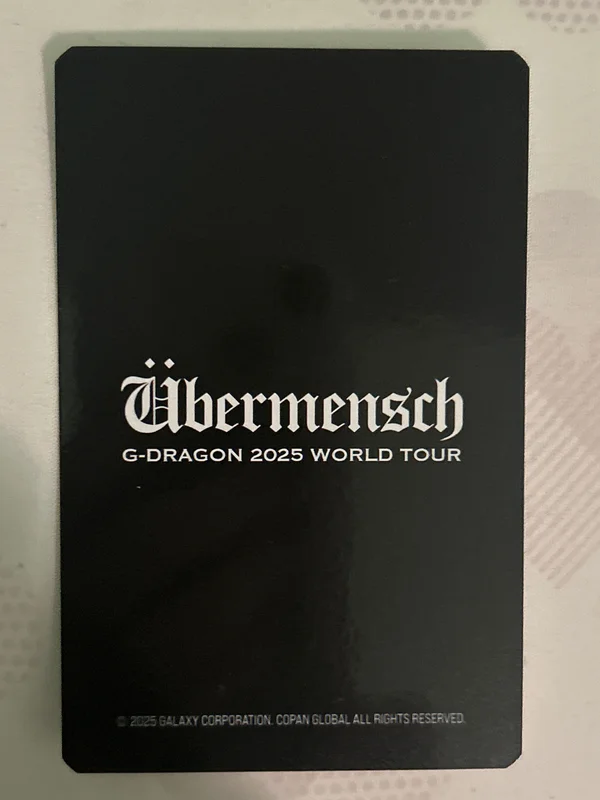 Übermensch
G-DRAGON 2025 WORLD TOUR
© 2025 GALAXY CORPORATION. COPAN GLOBAL ALL RIGHTS RESERVED.